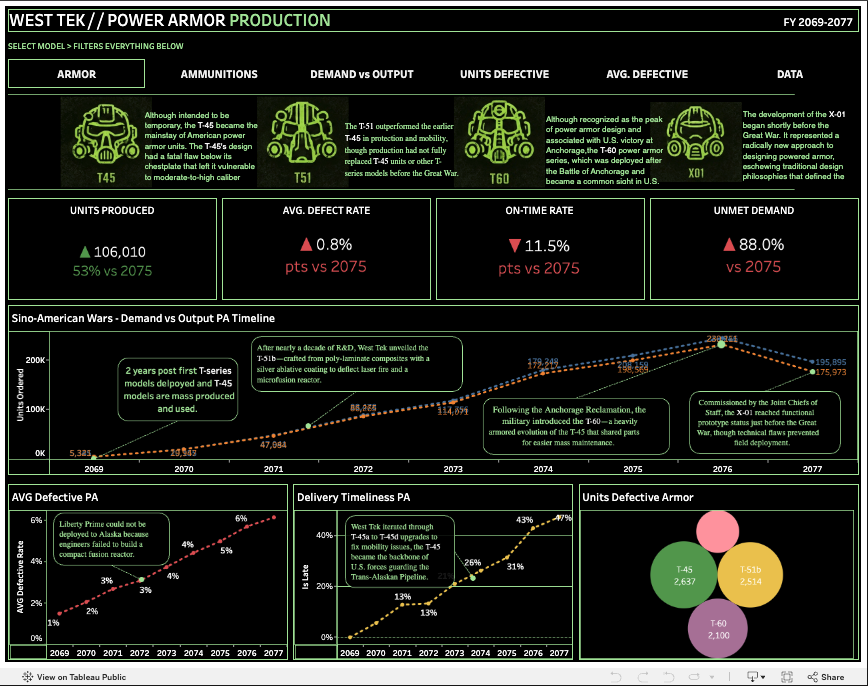 WEST TEK // POWER ARMOR PRODUCTION
FY 2069-2077
SELECT MODEL > FILTERS EVERYTHING BELOW
ARMOR
AMMUNITIONS
DEMAND vs OUTPUT
UNITS DEFECTIVE
AVG. DEFECTIVE
DATA
T45
Although intended to be
temporary, the T-45 became the
mainstay of American power
armor units. The T-45's design
had a fatal flaw below its
chestplate that left it vulnerable
to moderate-to-high caliber
T51
The T-51 outperformed the earlier
T-45 in protection and mobility,
though production had not fully
replaced T-45 units or other T-
series models before the Great War.
T60
Although recognized as the peak
of power armor design and
associated with U.S. victory at
Anchorage,the T-60 power armor
series, which was deployed after
the Battle of Anchorage and
became a common sight in U.S.
X01
The development of the X-01
began shortly before the
Great War. It represented a
radically new approach to
designing powered armor,
eschewing traditional design
philosophies that defined the
UNITS PRODUCED
▲ 106,010
53% vs 2075
AVG. DEFECT RATE
▲ 0.8%
pts vs 2075
ON-TIME RATE
▼ 11.5%
pts vs 2075
UNMET DEMAND
▲ 88.0%
vs 2075
Sino-American Wars - Demand vs Output PA Timeline
Units Ordered
200K
100K
0K
2 years post first T-series
models delpoyed and T-45
models are mass produced
and used.
After nearly a decade of R&D, West Tek unveiled the
T-51b—crafted from poly-laminate composites with a
silver ablative coating to deflect laser fire and a
microfusion reactor.
Following the Anchorage Reclamation, the
military introduced the T-60—a heavily
armored evolution of the T-45 that shared parts
for easier mass maintenance.
Commissioned by the Joint Chiefs of
Staff, the X-01 reached functional
prototype status just before the Great
War, though technical flaws prevented
field deployment.
195,895
175,973
2069 2070 2071 2072 2073 2074 2075 2076 2077
AVG Defective PA
AVG Defective Rate
6%
4%
2%
0%
Liberty Prime could not be
deployed to Alaska because
engineers failed to build a
compact fusion reactor.
1%
2%
3%
3%
4%
4%
5%
6%
2069 2070 2071 2072 2073 2074 2075 2076 2077
Delivery Timeliness PA
Is Late
40%
20%
0%
West Tek iterated through
T-45a to T-45d upgrades to
fix mobility issues, the T-45
became the backbone of
U.S. forces guarding the
Trans-Alaskan Pipeline.
13%
13%
26%
31%
43%
47%
2069 2070 2071 2072 2073 2074 2075 2076 2077
Units Defective Armor
T-45
2,637
T-51b
2,514
T-60
2,100
View on Tableau Public
Share